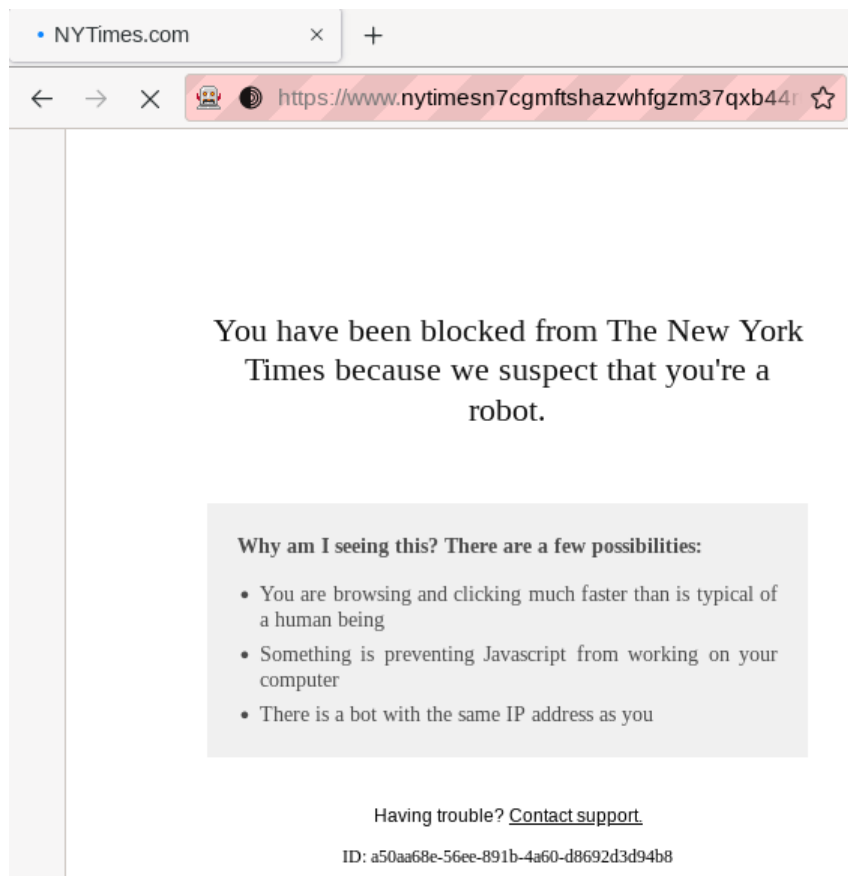 NYTimes.com
https://www.nytimesn7cgmftshazwhfgzm37qxb44r
You have been blocked from The New York
Times because we suspect that you're a
robot.
Why am I seeing this? There are a few possibilities:
You are browsing and clicking much faster than is typical of
a human being
Something is preventing Javascript from working on your
computer
There is a bot with the same IP address as you
Having trouble? Contact support.
ID: a50aa68e-56ee-891b-4a60-d8692d3d94b8